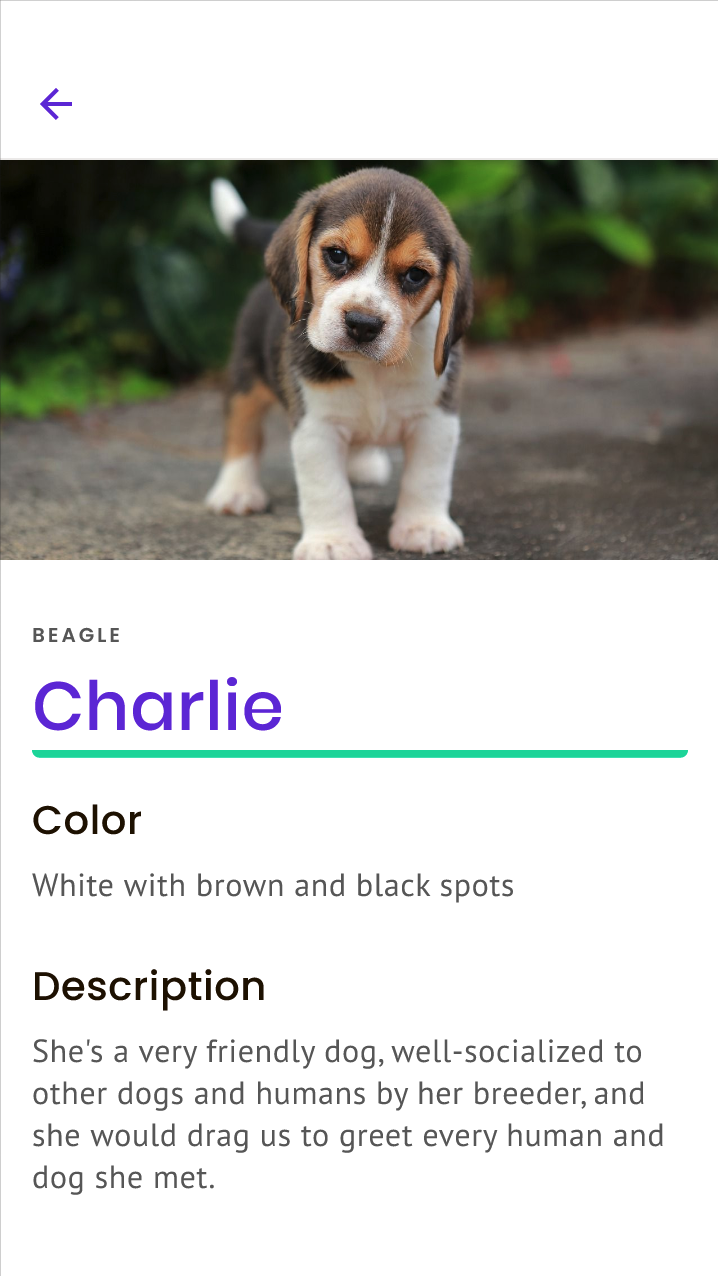 BEAGLE
Charlie
Color
White with brown and black spots
Description
She's a very friendly dog, well-socialized to
other dogs and humans by her breeder, and
she would drag us to greet every human and
dog she met.